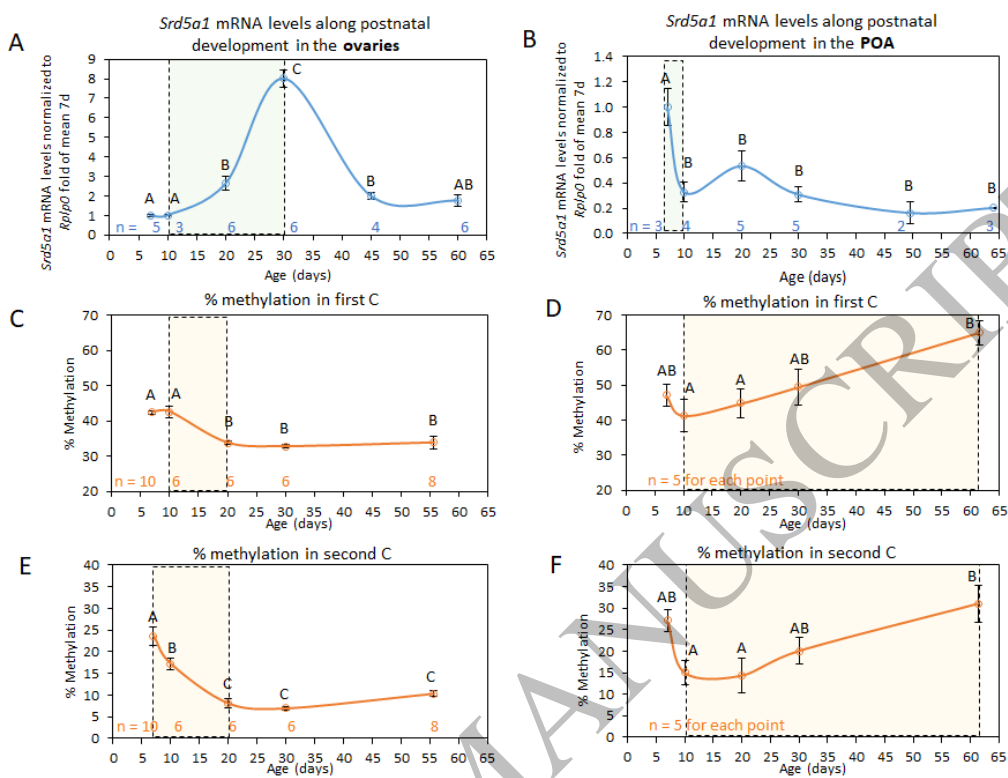 A
Srd5a1 mRNA levels along postnatal
development in the ovaries
Srd5a1 mRNA levels normalized to
Rplp0 fold of mean 7d
9
8
7
6
5
4
3
2
1
0
A
A
B
C
B
AB
n = 5 3 6 6 4 6
0 5 10 15 20 25 30 35 40 45 50 55 60 65
Age (days)
B
Srd5a1 mRNA levels along postnatal
development in the POA
Srd5a1 mRNA levels normalized to
Rplp0 fold of mean 7d
1.4
1.2
1.0
0.8
0.6
0.4
0.2
0.0
A
B
B
B
B
B
n = 3 4 5 5 2 3
0 5 10 15 20 25 30 35 40 45 50 55 60 65
Age (days)
C
% methylation in first C
% Methylation
70
60
50
40
30
20
A
A
B
B
B
n = 10 6 6 6 8
0 5 10 15 20 25 30 35 40 45 50 55 60 65
Age (days)
D
% methylation in first C
% Methylation
70
60
50
40
30
20
AB
A
A
AB
B
n = 5 for each point
0 5 10 15 20 25 30 35 40 45 50 55 60 65
Age (days)
E
% methylation in second C
% Methylation
40
35
30
25
20
15
10
5
0
A
B
C
C
B
n = 10 6 6 6 8
0 5 10 15 20 25 30 35 40 45 50 55 60 65
Age (days)
F
% methylation in second C
% Methylation
40
35
30
25
20
15
10
5
0
AB
A
A
AB
B
n = 5 for each point
0 5 10 15 20 25 30 35 40 45 50 55 60 65
Age (days)
MANUSCRIPT